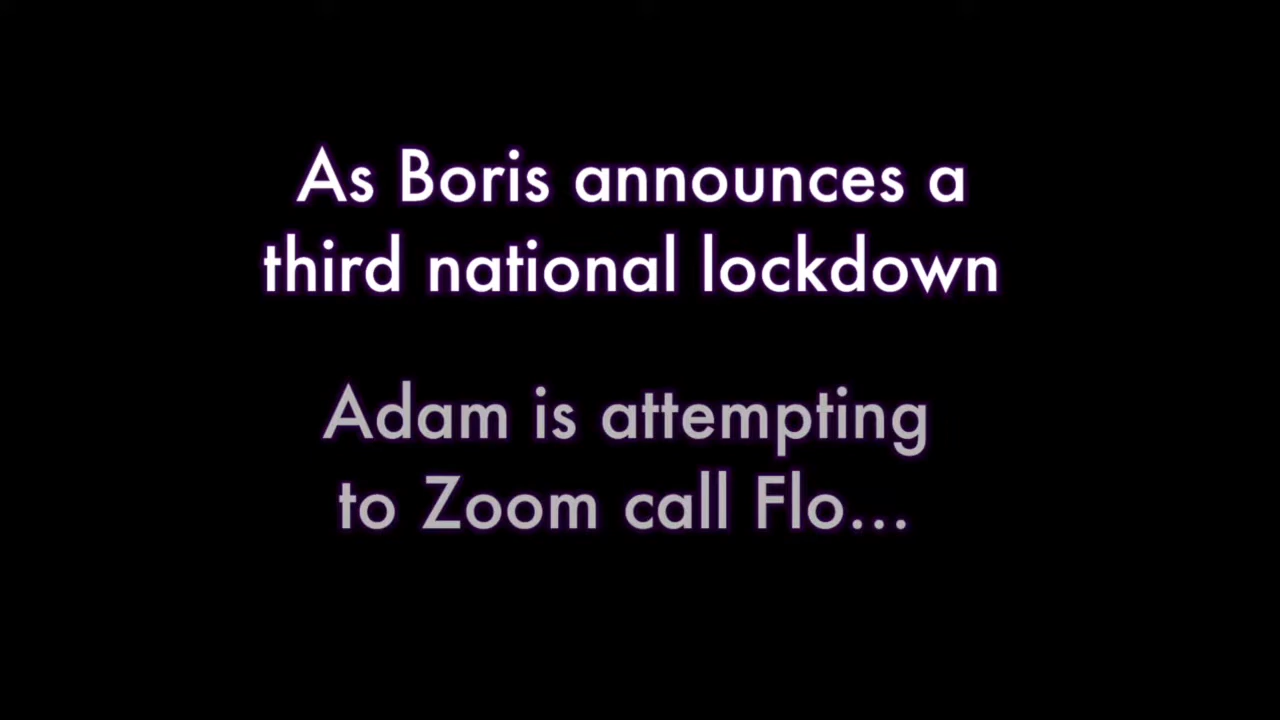 As Boris announces a
third national lockdown
Adam is attempting
to Zoom call Flo...